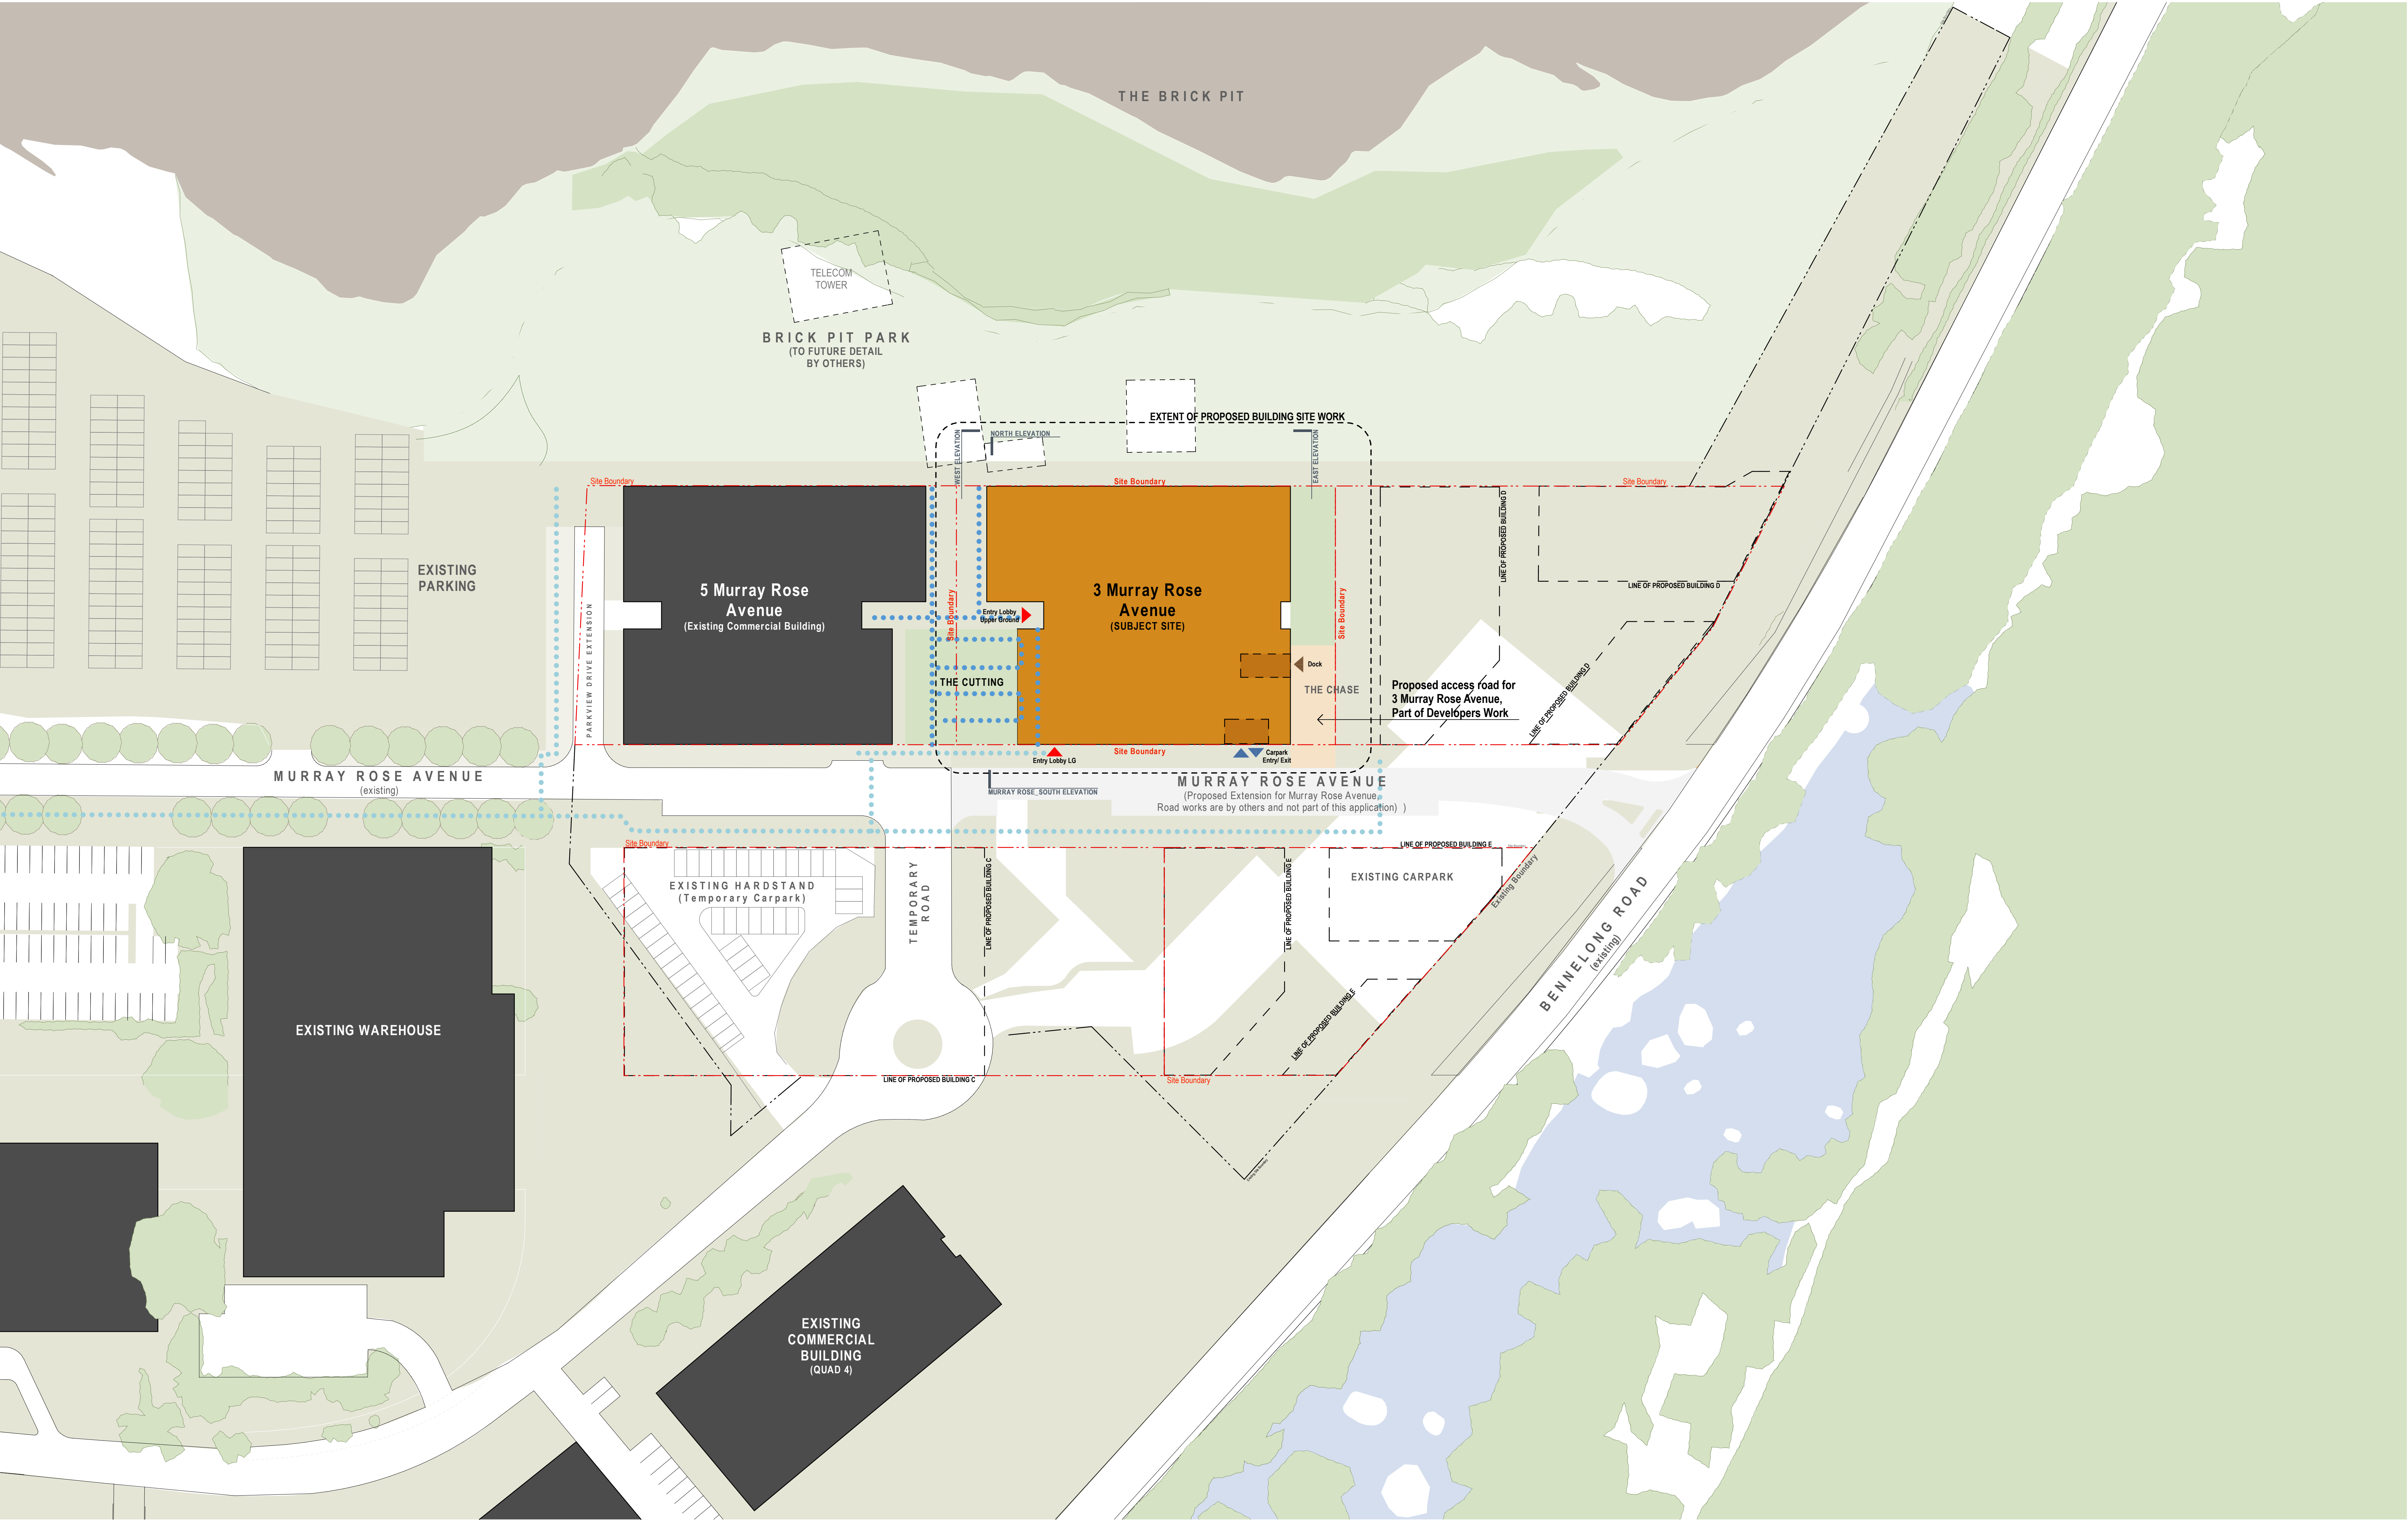 THE BRICK PIT
TELECOM
TOWER
BRICK PIT PARK
(TO FUTURE DETAIL
BY OTHERS)
EXTENT OF PROPOSED BUILDING SITE WORK
WEST ELEVATION
NORTH ELEVATION
EAST ELEVATION
Site Boundary
Site Boundary
Site Boundary
LINE OF PROPOSED BUILDING D
LINE OF PROPOSED BUILDING D
LINE OF PROPOSED BUILDING D
EXISTING
PARKING
PARKVIEW DRIVE EXTENSION
5 Murray Rose
Avenue
(Existing Commercial Building)
Site Boundary
Entry Lobby
Upper Ground
3 Murray Rose
Avenue
(SUBJECT SITE)
Site Boundary
Dock
THE CUTTING
THE CHASE
Proposed access road for
3 Murray Rose Avenue,
Part of Developers Work
Site Boundary
Entry Lobby LG
Carpark
Entry/ Exit
MURRAY ROSE AVENUE
(existing)
MURRAY ROSE_SOUTH ELEVATION
MURRAY ROSE AVENUE
(Proposed Extension for Murray Rose Avenue,
Road works are by others and not part of this application) )
Site Boundary
EXISTING HARDSTAND
(Temporary Carpark)
TEMPORARY
ROAD
LINE OF PROPOSED BUILDING C
LINE OF PROPOSED BUILDING E
LINE OF PROPOSED BUILDING E
EXISTING CARPARK
Existing Boundary
BENNELONG ROAD
(existing)
LINE OF PROPOSED BUILDING E
LINE OF PROPOSED BUILDING C
Site Boundary
Existing Site Boundary
EXISTING WAREHOUSE
EXISTING
COMMERCIAL
BUILDING
(QUAD 4)